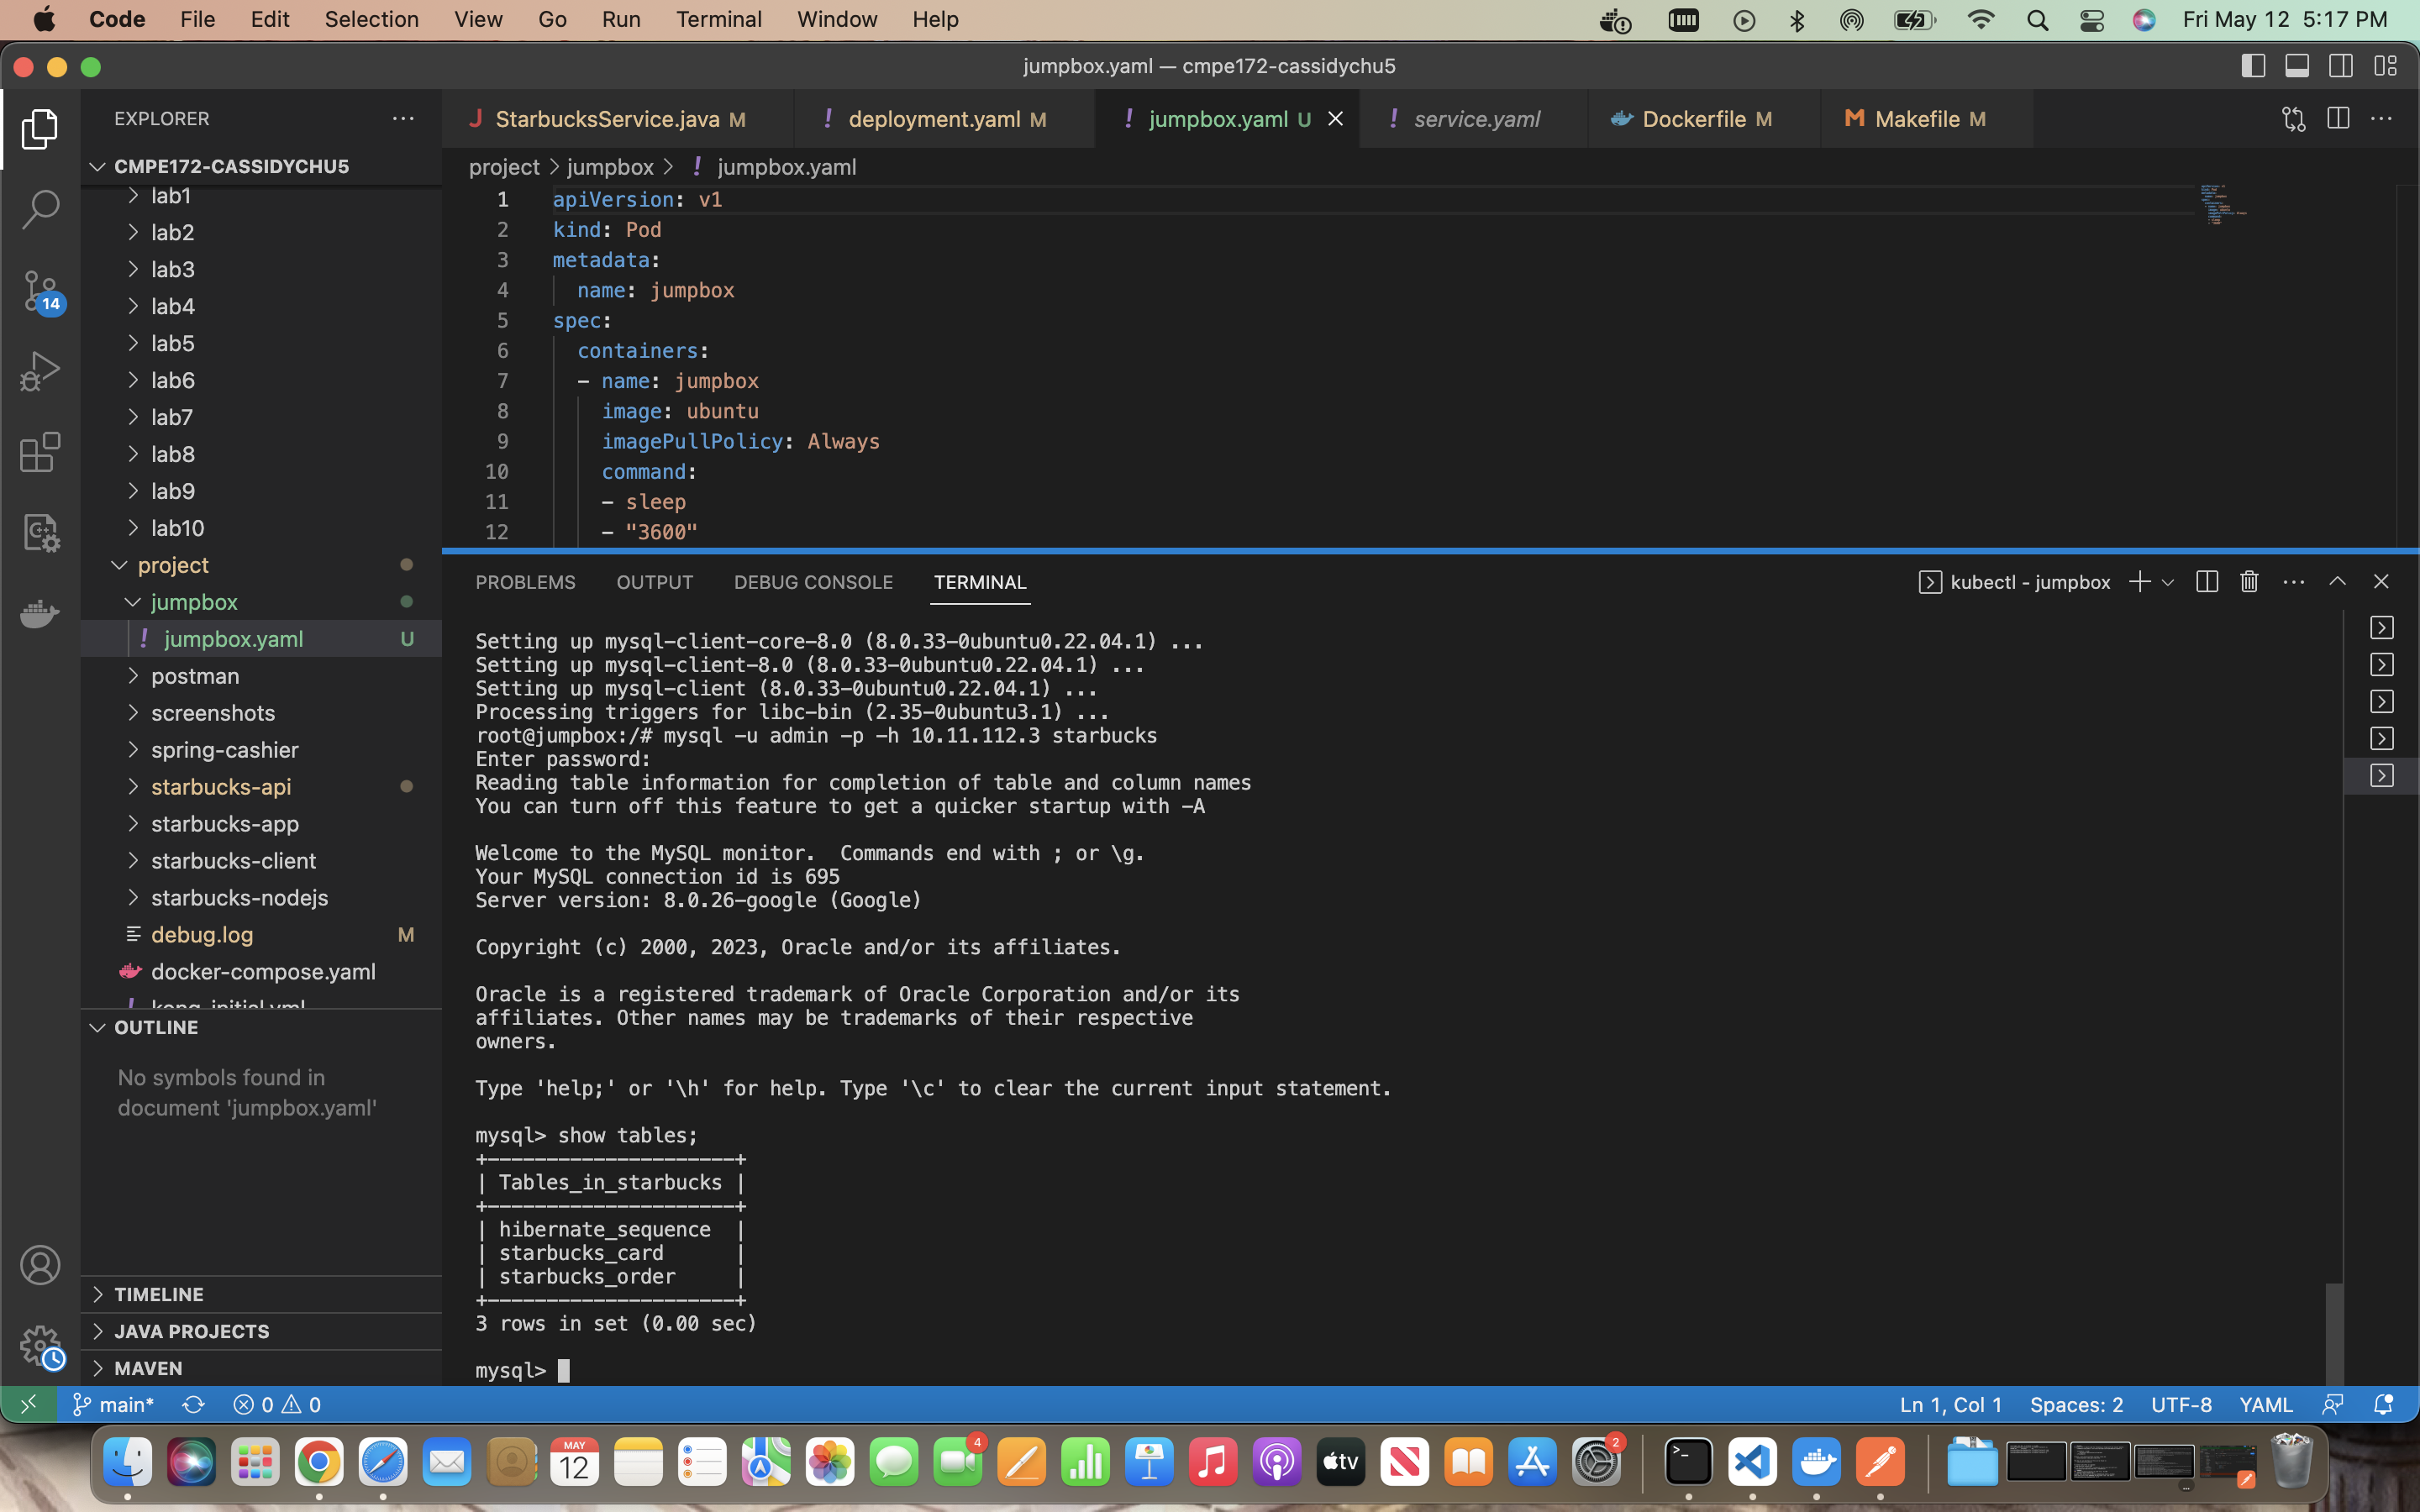 Code File Edit Selection View Go Run Terminal Window Help Fri May 12 5:17 PM
jumpbox.yaml — cmpe172-cassidychu5
EXPLORER
StarbucksService.java M
deployment.yaml M
jumpbox.yaml U
service.yaml
Dockerfile M
Makefile M
CMPE172-CASSIDYCHU5
lab1
lab2
lab3
lab4
lab5
lab6
lab7
lab8
lab9
lab10
project
jumpbox
jumpbox.yaml U
postman
screenshots
spring-cashier
starbucks-api
starbucks-app
starbucks-client
starbucks-nodejs
debug.log M
docker-compose.yaml
kong-initial.yml
OUTLINE
No symbols found in
document 'jumpbox.yaml'
TIMELINE
JAVA PROJECTS
MAVEN
14
project > jumpbox > ! jumpbox.yaml
1 apiVersion: v1
2 kind: Pod
3 metadata:
4 name: jumpbox
5 spec:
6 containers:
7 - name: jumpbox
8 image: ubuntu
9 imagePullPolicy: Always
10 command:
11 - sleep
12 - "3600"
PROBLEMS OUTPUT DEBUG CONSOLE TERMINAL kubectl - jumpbox
Setting up mysql-client-core-8.0 (8.0.33-0ubuntu0.22.04.1) ...
Setting up mysql-client-8.0 (8.0.33-0ubuntu0.22.04.1) ...
Setting up mysql-client (8.0.33-0ubuntu0.22.04.1) ...
Processing triggers for libc-bin (2.35-0ubuntu3.1) ...
root@jumpbox:/# mysql -u admin -p -h 10.11.112.3 starbucks
Enter password:
Reading table information for completion of table and column names
You can turn off this feature to get a quicker startup with -A
Welcome to the MySQL monitor.  Commands end with ; or \g.
Your MySQL connection id is 695
Server version: 8.0.26-google (Google)
Copyright (c) 2000, 2023, Oracle and/or its affiliates.
Oracle is a registered trademark of Oracle Corporation and/or its
affiliates. Other names may be trademarks of their respective
owners.
Type 'help;' or '\h' for help. Type '\c' to clear the current input statement.
mysql> show tables;
+---------------------+
| Tables_in_starbucks |
+---------------------+
| hibernate_sequence  |
| starbucks_card      |
| starbucks_order     |
+---------------------+
3 rows in set (0.00 sec)
mysql>
main* 0 0 Ln 1, Col 1 Spaces: 2 UTF-8 YAML
MAY
12
4
tv
2